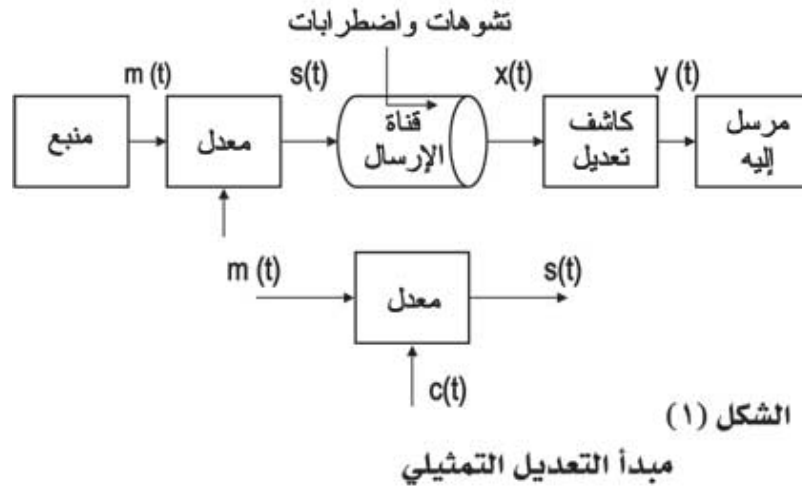 تشوهات واضطرابات
m (t)
s(t)
x(t)
y (t)
منبع
معدل
قناة
الإرسال
كاشف
تعديل
مرسل
إليه
m (t)
معدل
s(t)
c(t)
الشكل (١)
مبدأ التعديل التمثيلي